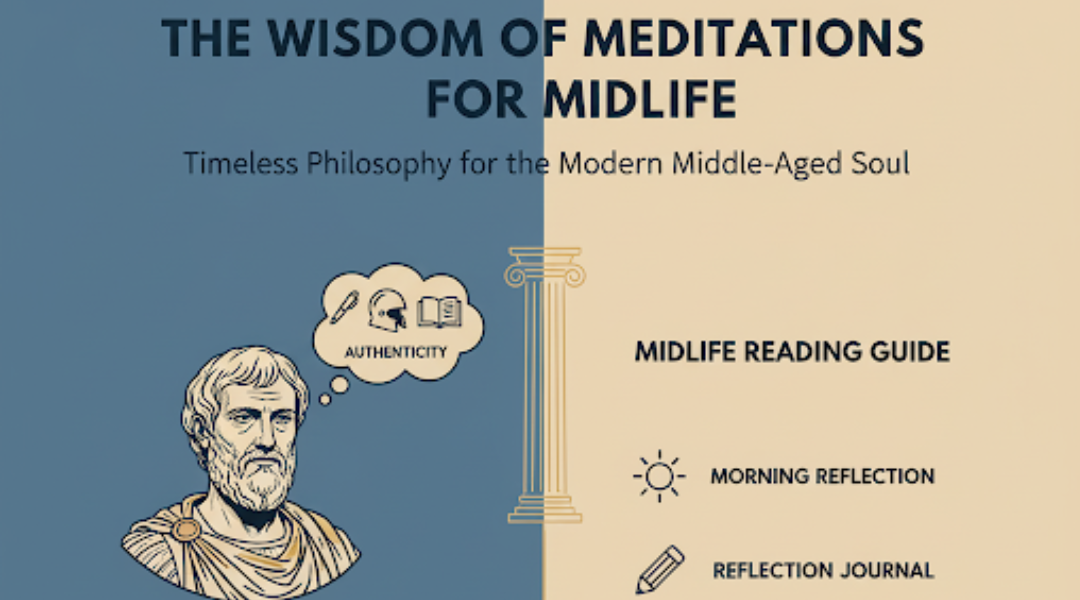 THE WISDOM OF MEDITATIONS
FOR MIDLIFE
Timeless Philosophy for the Modern Middle-Aged Soul
AUTHENTICITY
MIDLIFE READING GUIDE
MORNING REFLECTION
REFLECTION JOURNAL